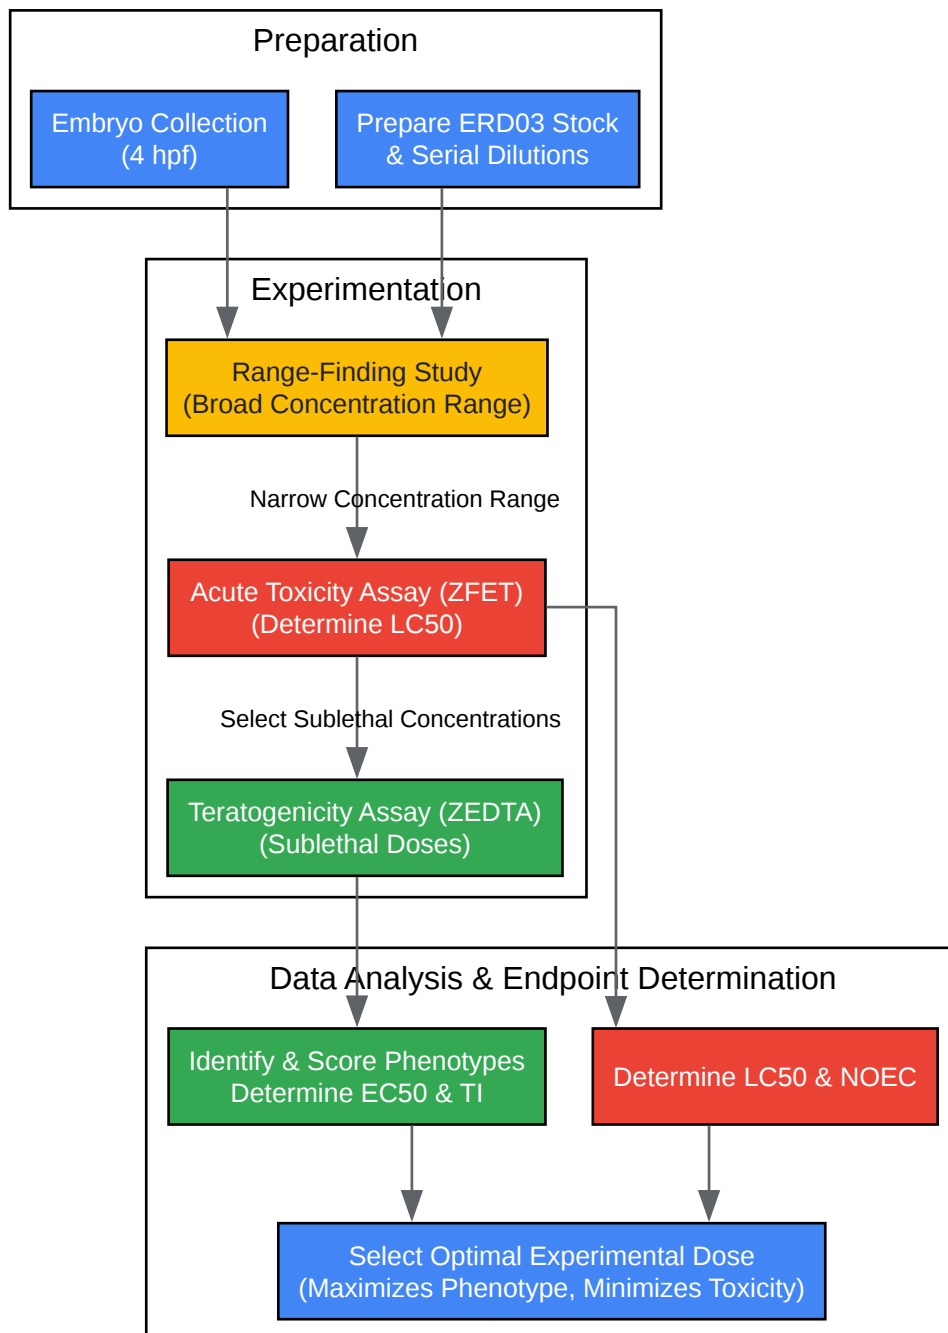 Preparation
Embryo Collection
(4 hpf)
Prepare ERD03 Stock
& Serial Dilutions
Experimentation
Range-Finding Study
(Broad Concentration Range)
Narrow Concentration Range
Acute Toxicity Assay (ZFET)
(Determine LC50)
Select Sublethal Concentrations
Teratogenicity Assay (ZEDTA)
(Sublethal Doses)
Data Analysis & Endpoint Determination
Identify & Score Phenotypes
Determine EC50 & TI
Determine LC50 & NOEC
Select Optimal Experimental Dose
(Maximizes Phenotype, Minimizes Toxicity)